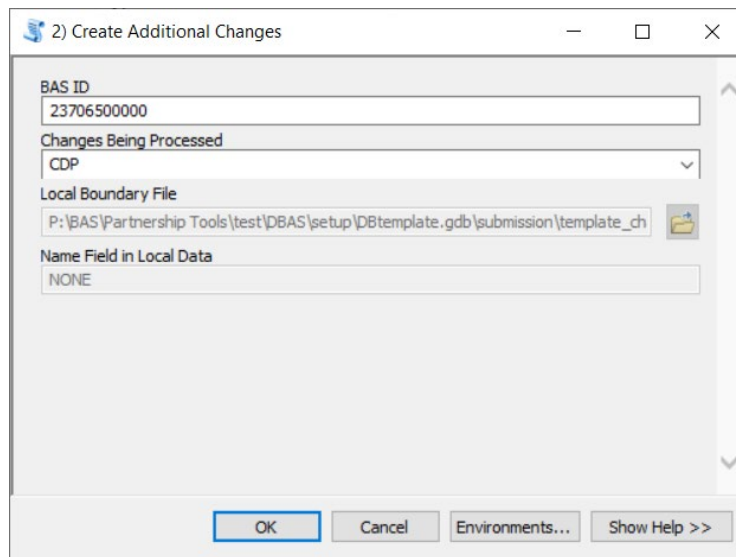 2) Create Additional Changes
BAS ID
23706500000
Changes Being Processed
CDP
Local Boundary File
P:\BAS\Partnership Tools\test\DBAS\setup\DBtemplate.gdb\submission\template_ch
Name Field in Local Data
NONE
OK Cancel Environments... Show Help >>